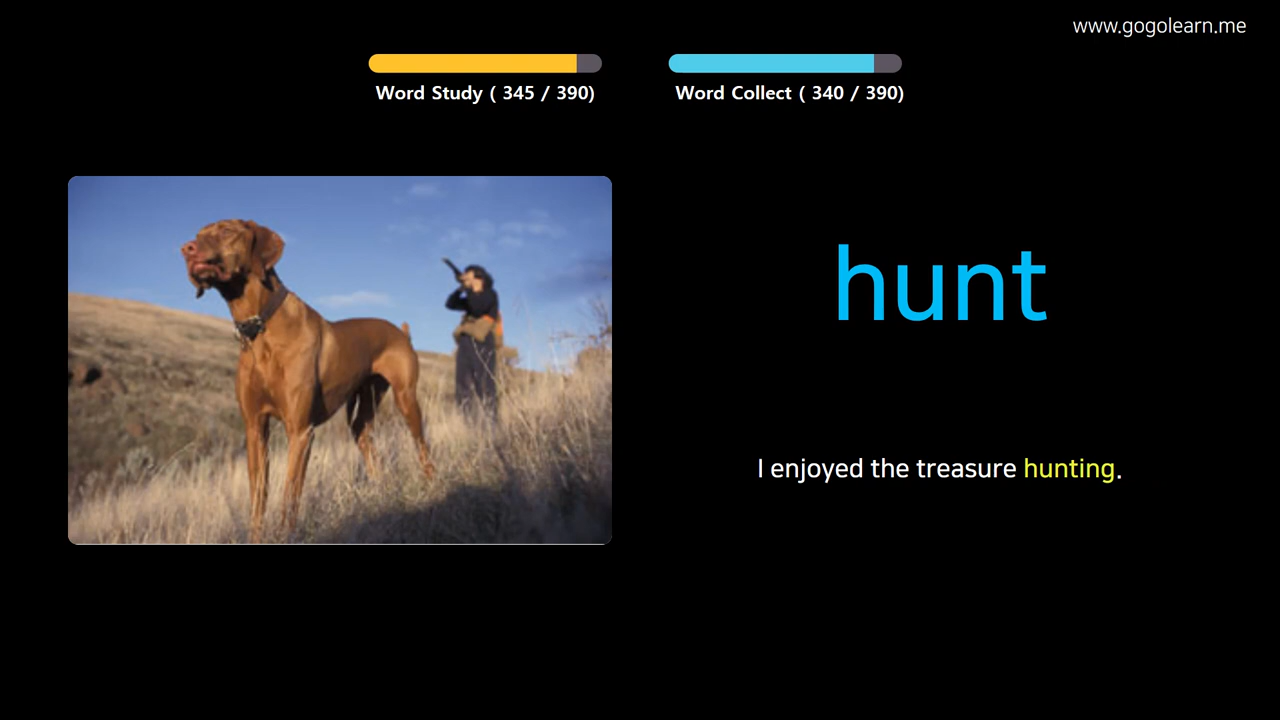 www.gogolearn.me
Word Study ( 345 / 390)
Word Collect ( 340 / 390)
hunt
I enjoyed the treasure hunting.